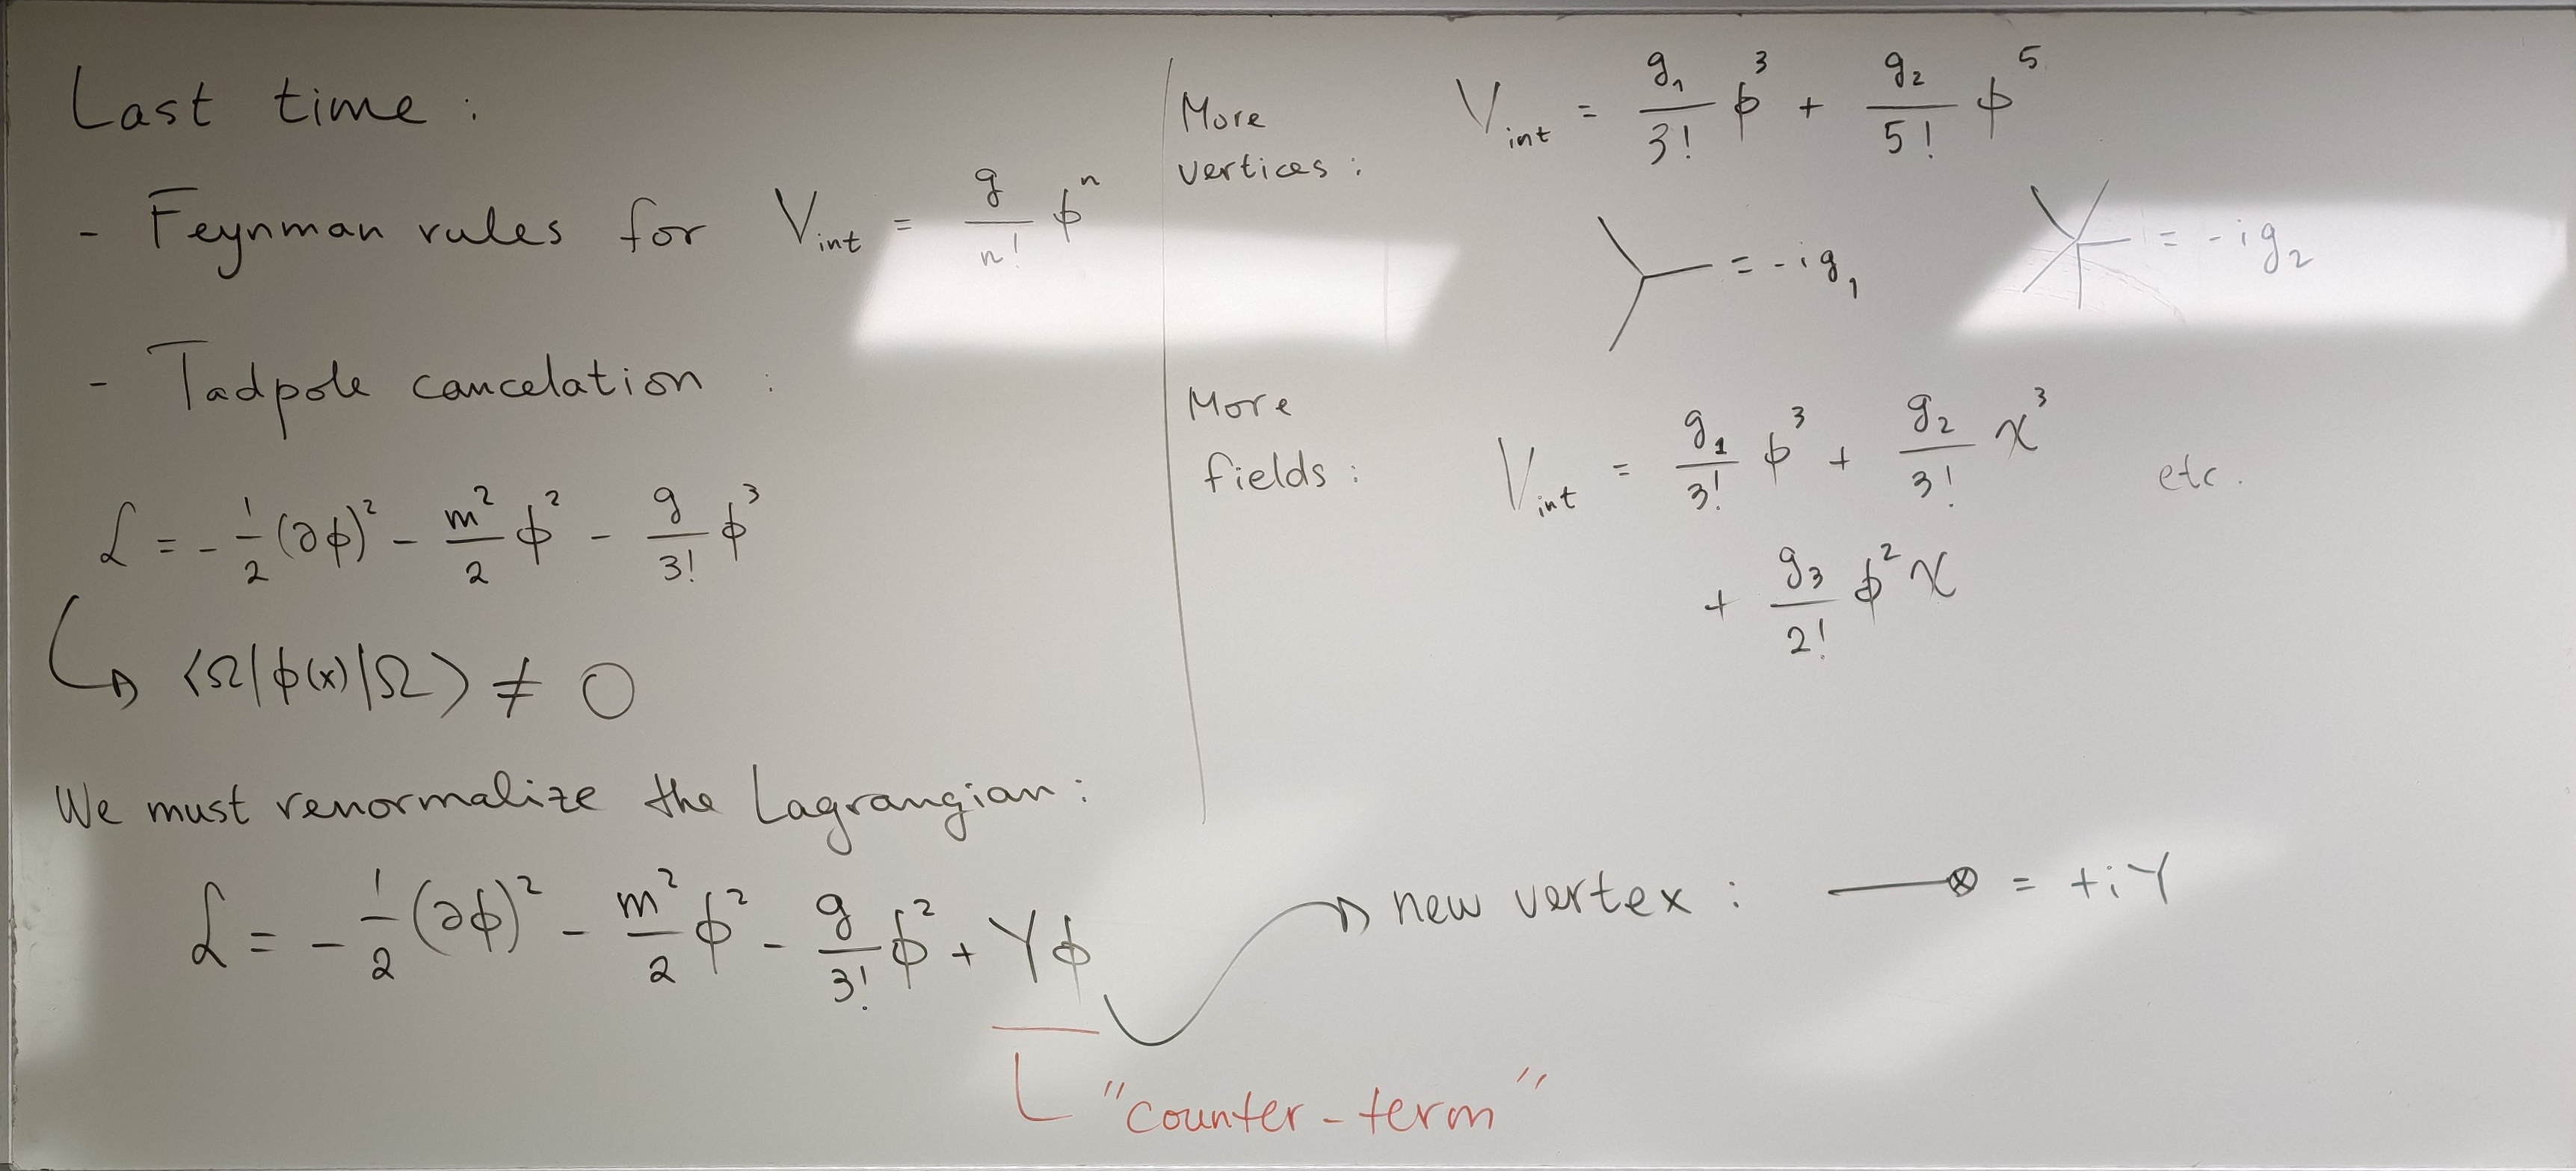 Last time :
- Feynman rules for V_int = g/n! ϕ^n
- Tadpole cancelation :
ℒ = - 1/2 (∂ϕ)² - m²/2 ϕ² - g/3! ϕ³
↳ ⟨Ω|ϕ(x)|Ω⟩ ≠ 0
We must renormalize the Lagrangian :
ℒ = - 1/2 (∂ϕ)² - m²/2 ϕ² - g/3! ϕ² + Yϕ
"counter-term"
More vertices : V_int = g₁/3! ϕ³ + g₂/5! ϕ⁵
= -ig₁
= -ig₂
More fields : V_int = g₁/3! ϕ³ + g₂/3! χ³ etc.
+ g₃/2! ϕ²χ
new vertex : = +iY